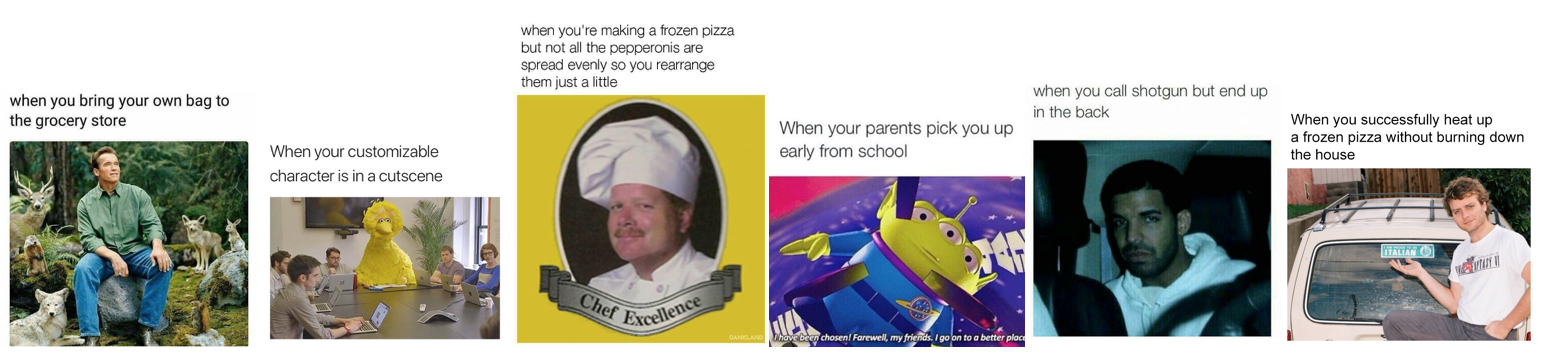 when you bring your own bag to
the grocery store
When your customizable
character is in a cutscene
when you're making a frozen pizza
but not all the pepperonis are
spread evenly so you rearrange
them just a little
Chef Excellence
DANKLAND
When your parents pick you up
early from school
I have been chosen! Farewell, my friends. I go on to a better place
when you call shotgun but end up
in the back
When you successfully heat up
a frozen pizza without burning down
the house
ITALIAN